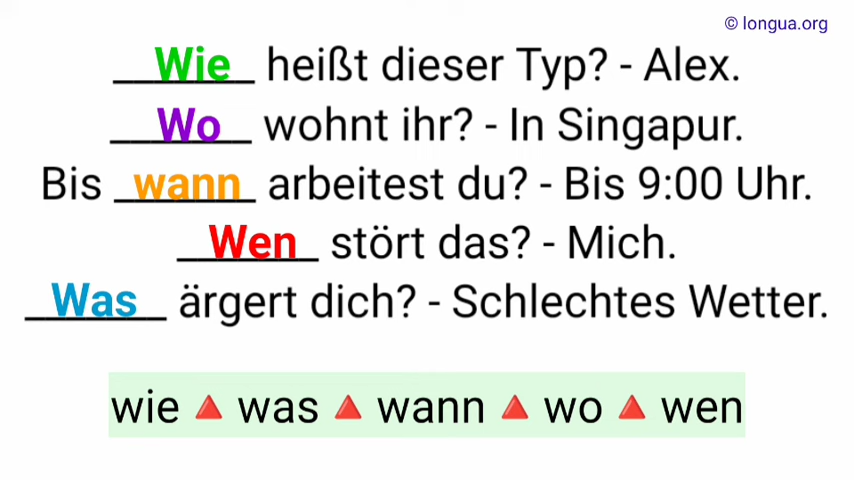 © longua.org
Wie heißt dieser Typ? - Alex.
Wo wohnt ihr? - In Singapur.
Bis wann arbeitest du? - Bis 9:00 Uhr.
Wen stört das? - Mich.
Was ärgert dich? - Schlechtes Wetter.
wie 🔺 was 🔺 wann 🔺 wo 🔺 wen